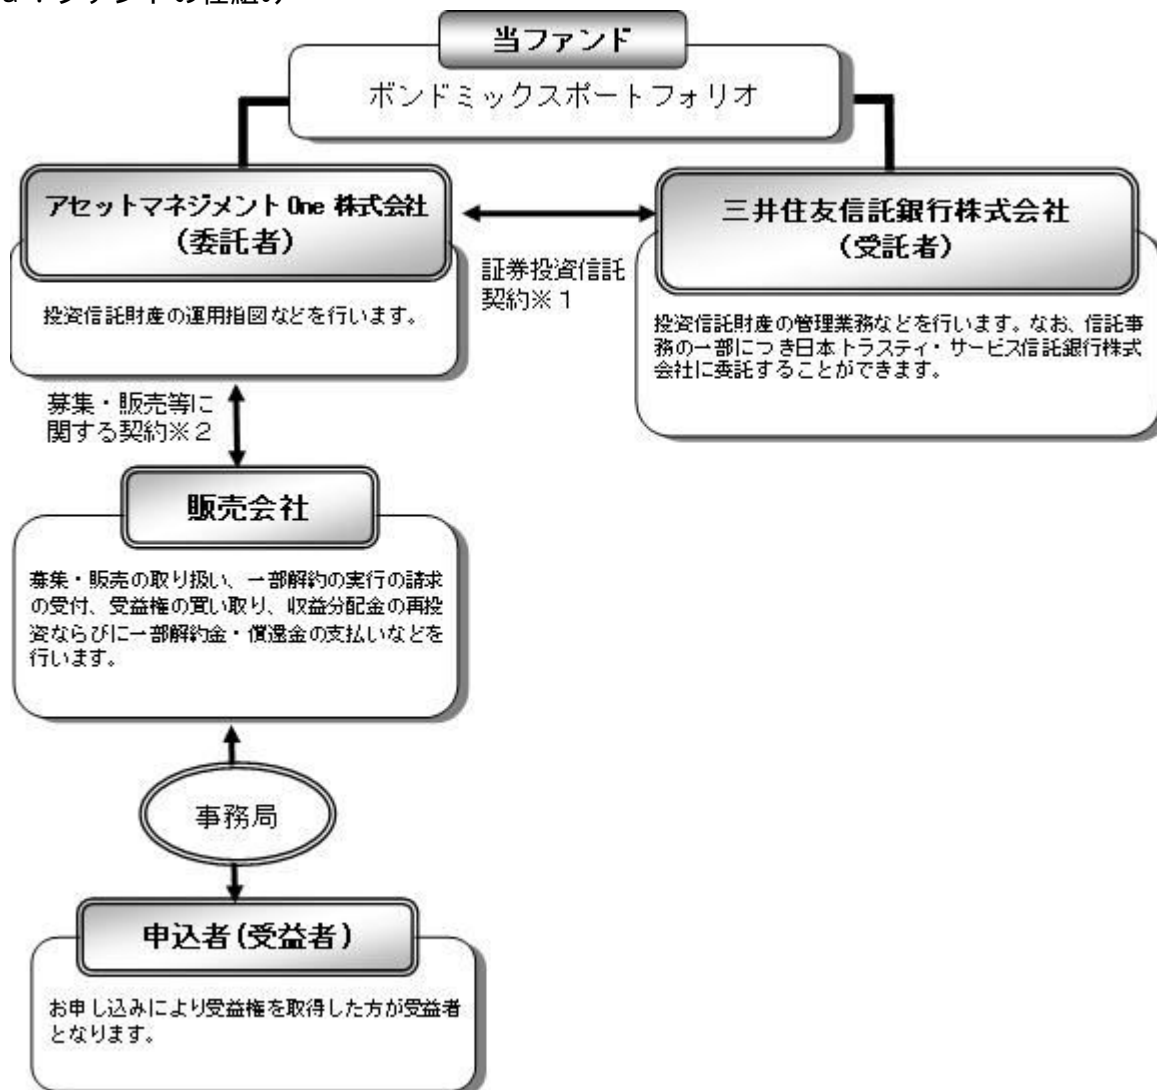 a．ファンドの仕組み
当ファンド
ボンドミックスポートフォリオ
アセットマネジメントOne 株式会社
（委託者）
投資信託財産の運用指図などを行います。
証券投資信託
契約※１
三井住友信託銀行株式会社
（受託者）
投資信託財産の管理業務などを行います。なお、信託事
務の一部につき日本トラスティ・サービス信託銀行株式
会社に委託することができます。
募集・販売等に
関する契約※２
販売会社
募集・販売の取り扱い、一部解約の実行の請求
の受付、受益権の買い取り、収益分配金の再投
資ならびに一部解約金・償還金の支払いなどを
行います。
事務局
申込者(受益者)
お申し込みにより受益権を取得した方が受益者
となります。